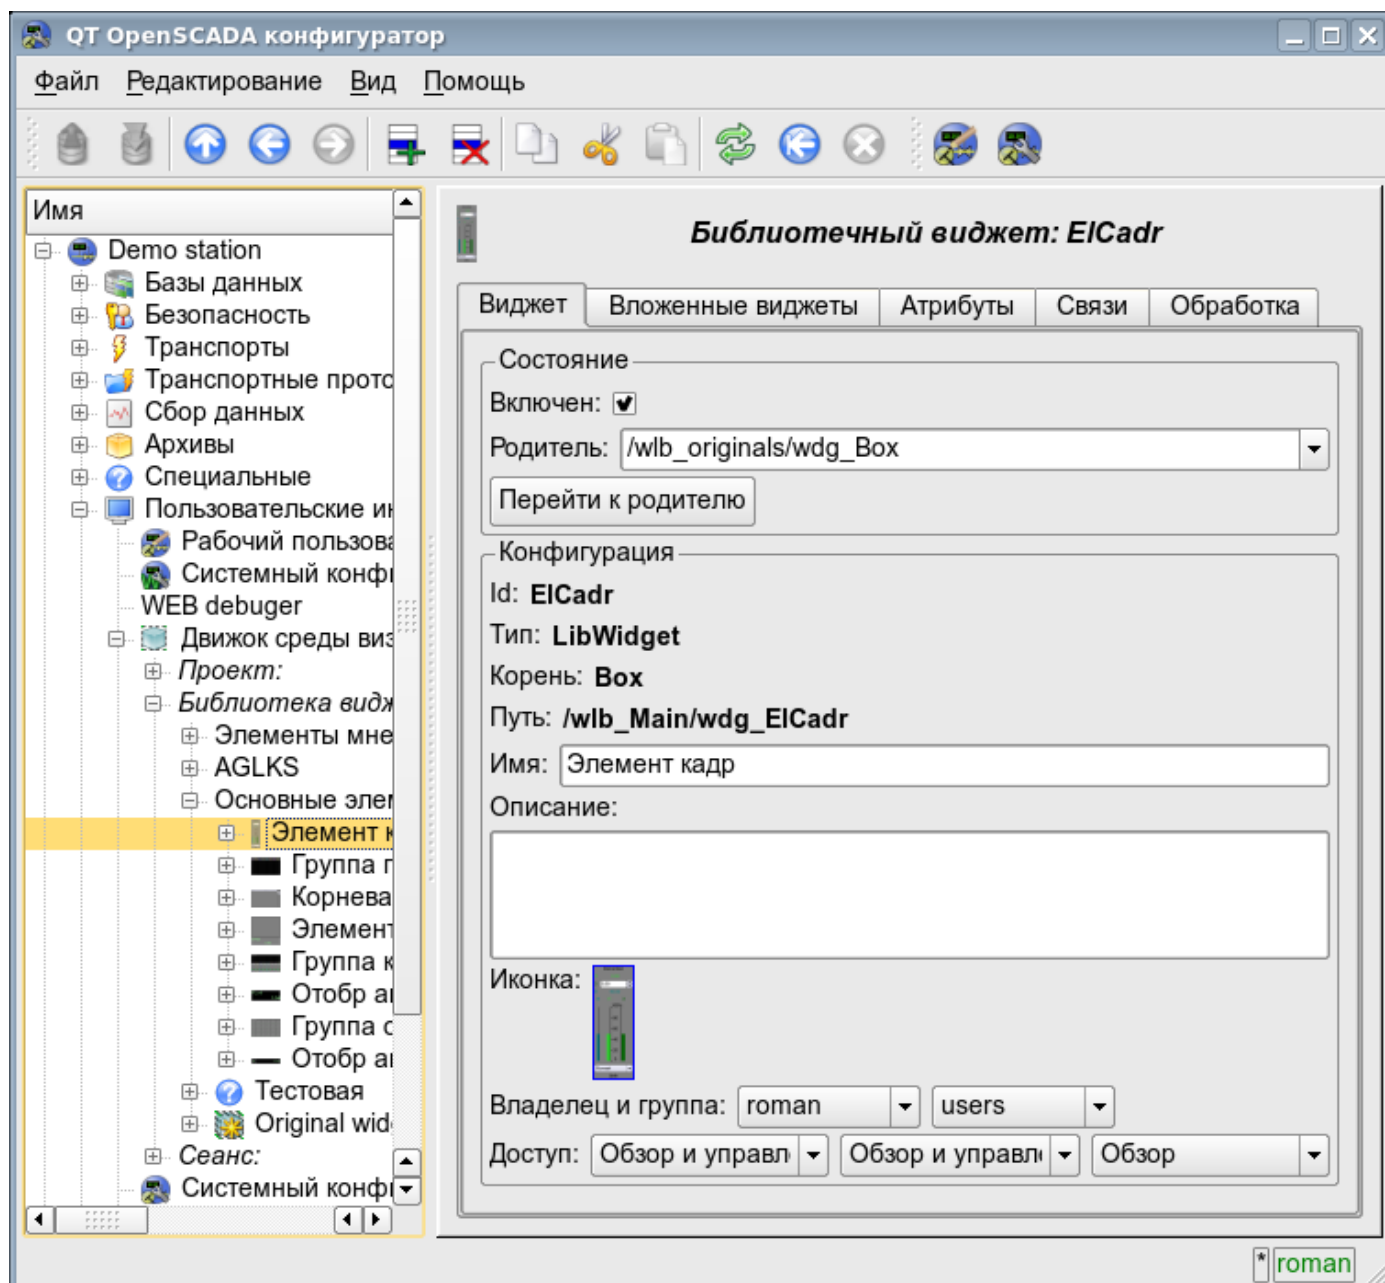 QT OpenSCADA конфигуратор
Файл Редактирование Вид Помощь
Имя
Demo station
Базы данных
Безопасность
Транспорты
Транспортные прото
Сбор данных
Архивы
Специальные
Пользовательские ин
Рабочий пользова
Системный конфи
WEB debuger
Движок среды виз
Проект:
Библиотека видж
Элементы мне
AGLKS
Основные элем
Элемент к
Группа г
Корнева
Элемент
Группа к
Отобр ан
Группа с
Отобр ан
Тестовая
Original wid
Сеанс:
Системный конфи
Библиотечный виджет: ElCadr
Виджет Вложенные виджеты Атрибуты Связи Обработка
Состояние
Включен:
Родитель: /wlb_originals/wdg_Box
Перейти к родителю
Конфигурация
Id: ElCadr
Тип: LibWidget
Корень: Box
Путь: /wlb_Main/wdg_ElCadr
Имя: Элемент кадр
Описание:
Иконка:
Владелец и группа: roman users
Доступ: Обзор и управл Обзор и управл Обзор
* roman